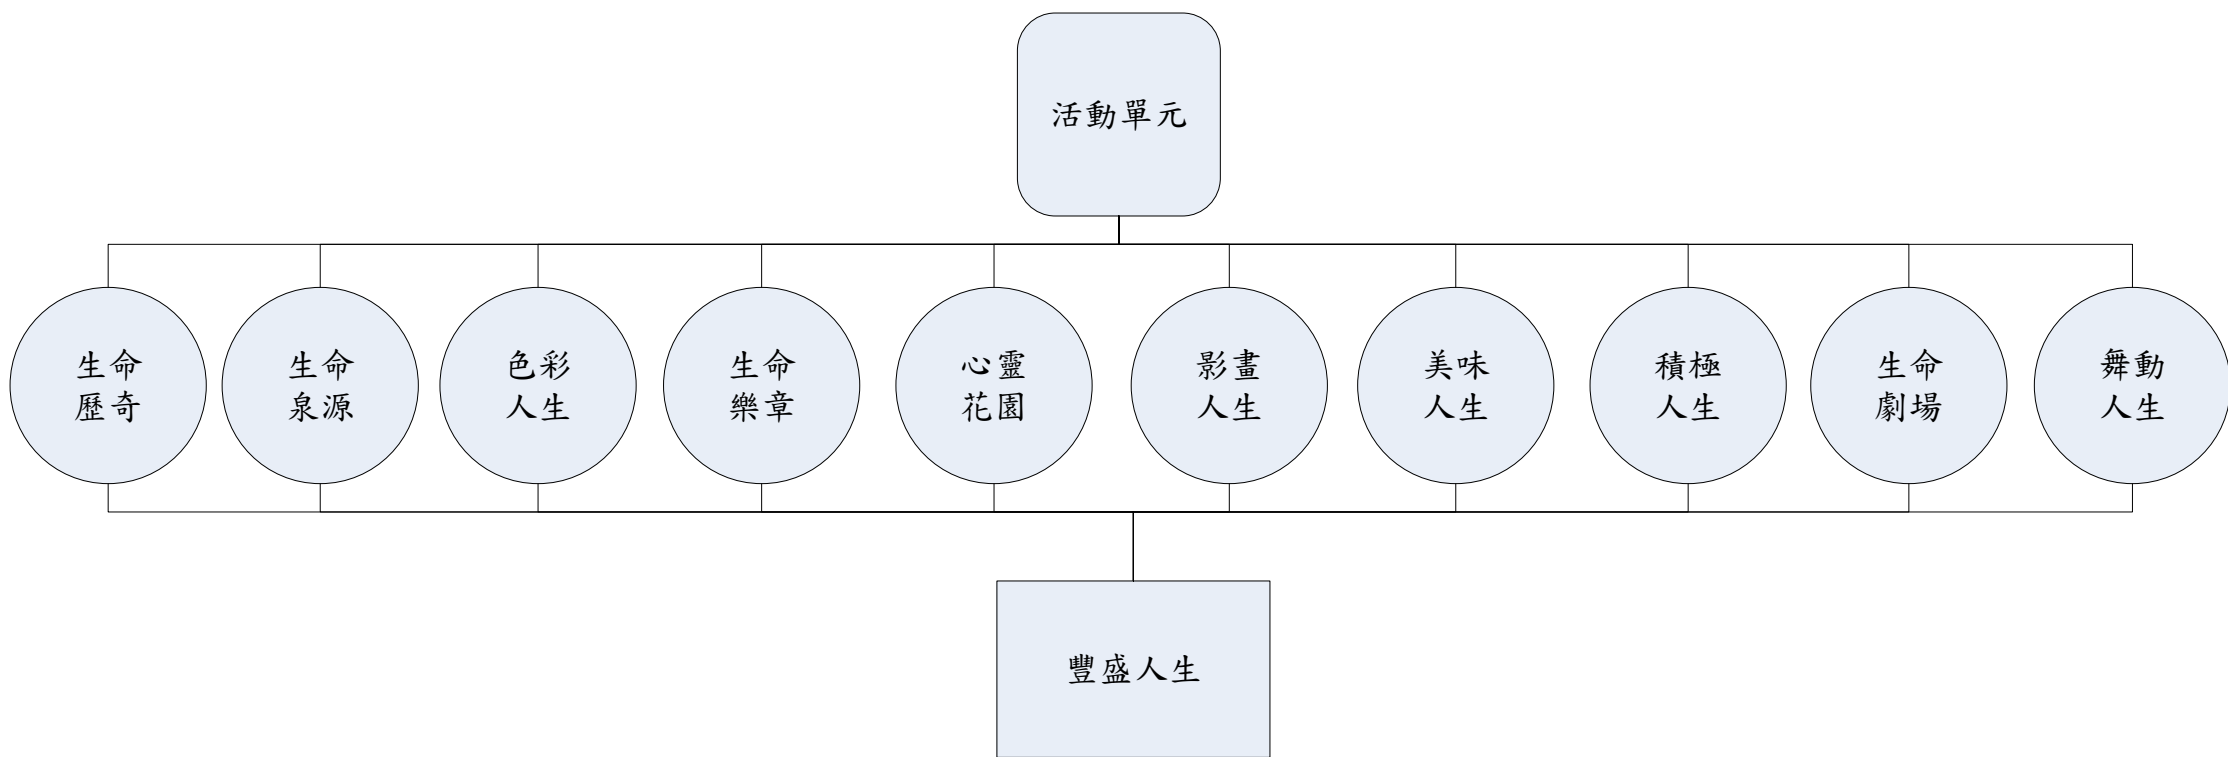 活動單元
生命
歷奇
生命
泉源
色彩
人生
生命
樂章
心靈
花園
影畫
人生
美味
人生
積極
人生
生命
劇場
舞動
人生
豐盛人生